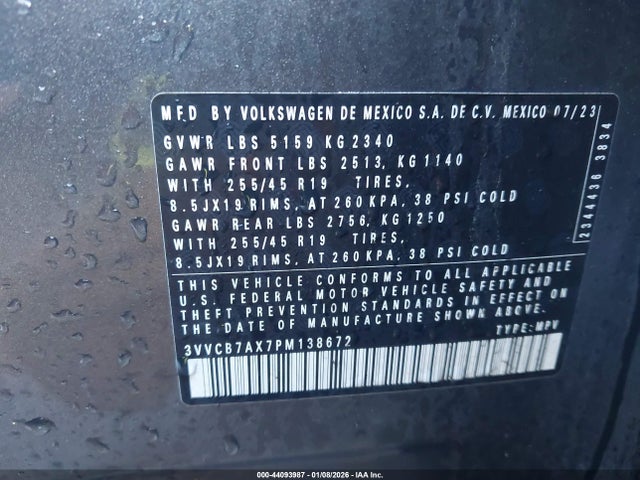 MFD BY VOLKSWAGEN DE MEXICO S.A. DE C.V. MEXICO 07/23
GVWR LBS 5159 KG 2340
GAWR FRONT LBS 2513, KG 1140
WITH 255/45 R19 TIRES,
8.5JX19 RIMS, AT 260 KPA, 38 PSI COLD
GAWR REAR LBS 2756, KG 1250
WITH 255/45 R19 TIRES,
8.5JX19 RIMS, AT 260 KPA, 38 PSI COLD
2344436 3834
THIS VEHICLE CONFORMS TO ALL APPLICABLE
U.S. FEDERAL MOTOR VEHICLE SAFETY AND
THEFT PREVENTION STANDARDS IN EFFECT ON
THE DATE OF MANUFACTURE SHOWN ABOVE.
3VVCB7AX7PM138672 TYPE: MPV
000-44093987 - 01/08/2026 - IAA Inc.